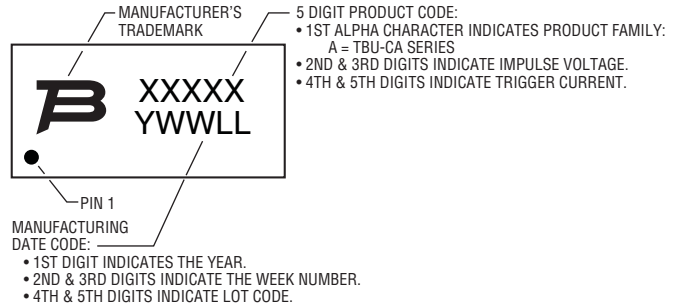 MANUFACTURER'S
TRADEMARK
5 DIGIT PRODUCT CODE:
• 1ST ALPHA CHARACTER INDICATES PRODUCT FAMILY:
A = TBU-CA SERIES
• 2ND & 3RD DIGITS INDICATE IMPULSE VOLTAGE.
• 4TH & 5TH DIGITS INDICATE TRIGGER CURRENT.
XXXXX
YWWLL
PIN 1
MANUFACTURING
DATE CODE:
• 1ST DIGIT INDICATES THE YEAR.
• 2ND & 3RD DIGITS INDICATE THE WEEK NUMBER.
• 4TH & 5TH DIGITS INDICATE LOT CODE.